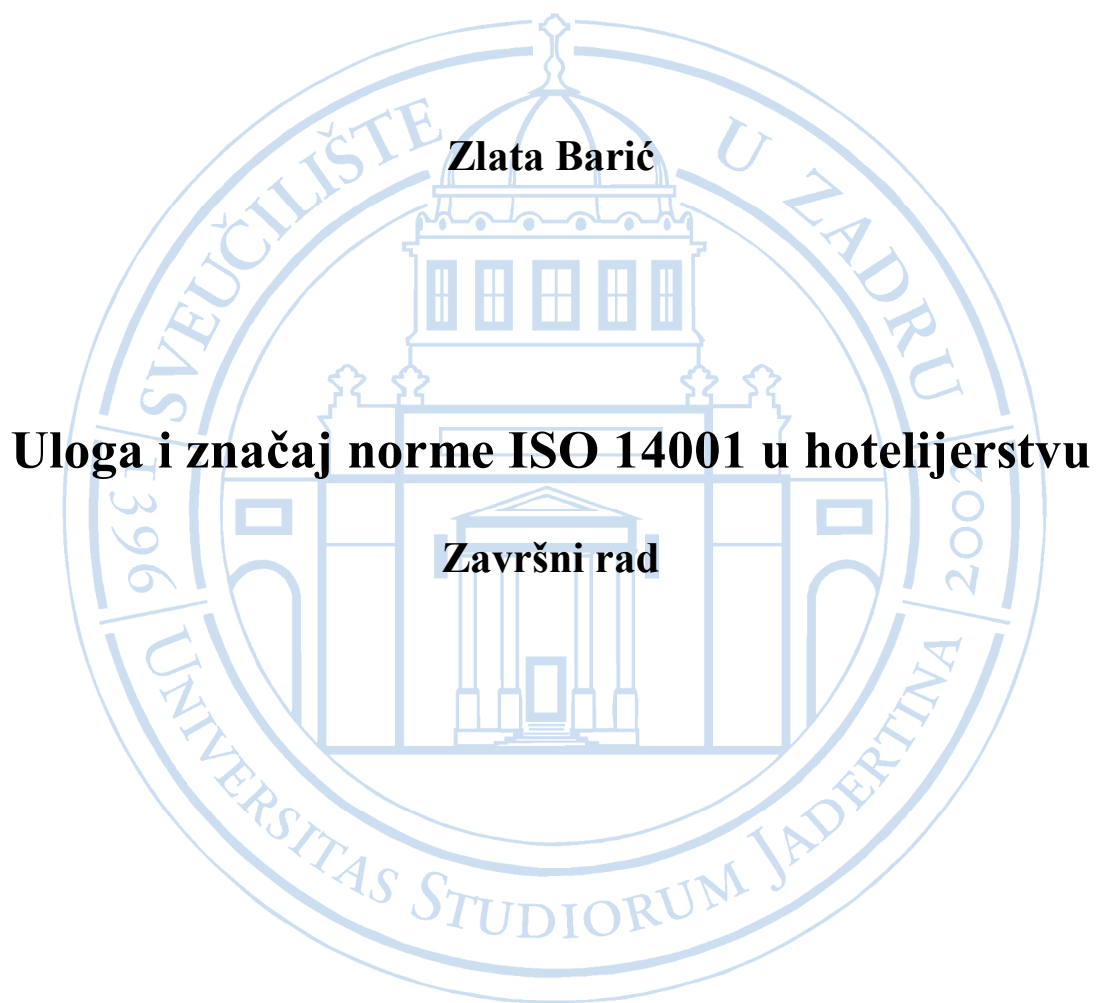 Zlata Barić
Uloga i značaj norme ISO 14001 u hotelijerstvu
Završni rad
SVEUČILIŠTE U ZADRU
1396
2002
UNIVERSITAS STUDIORUM JADERTINA